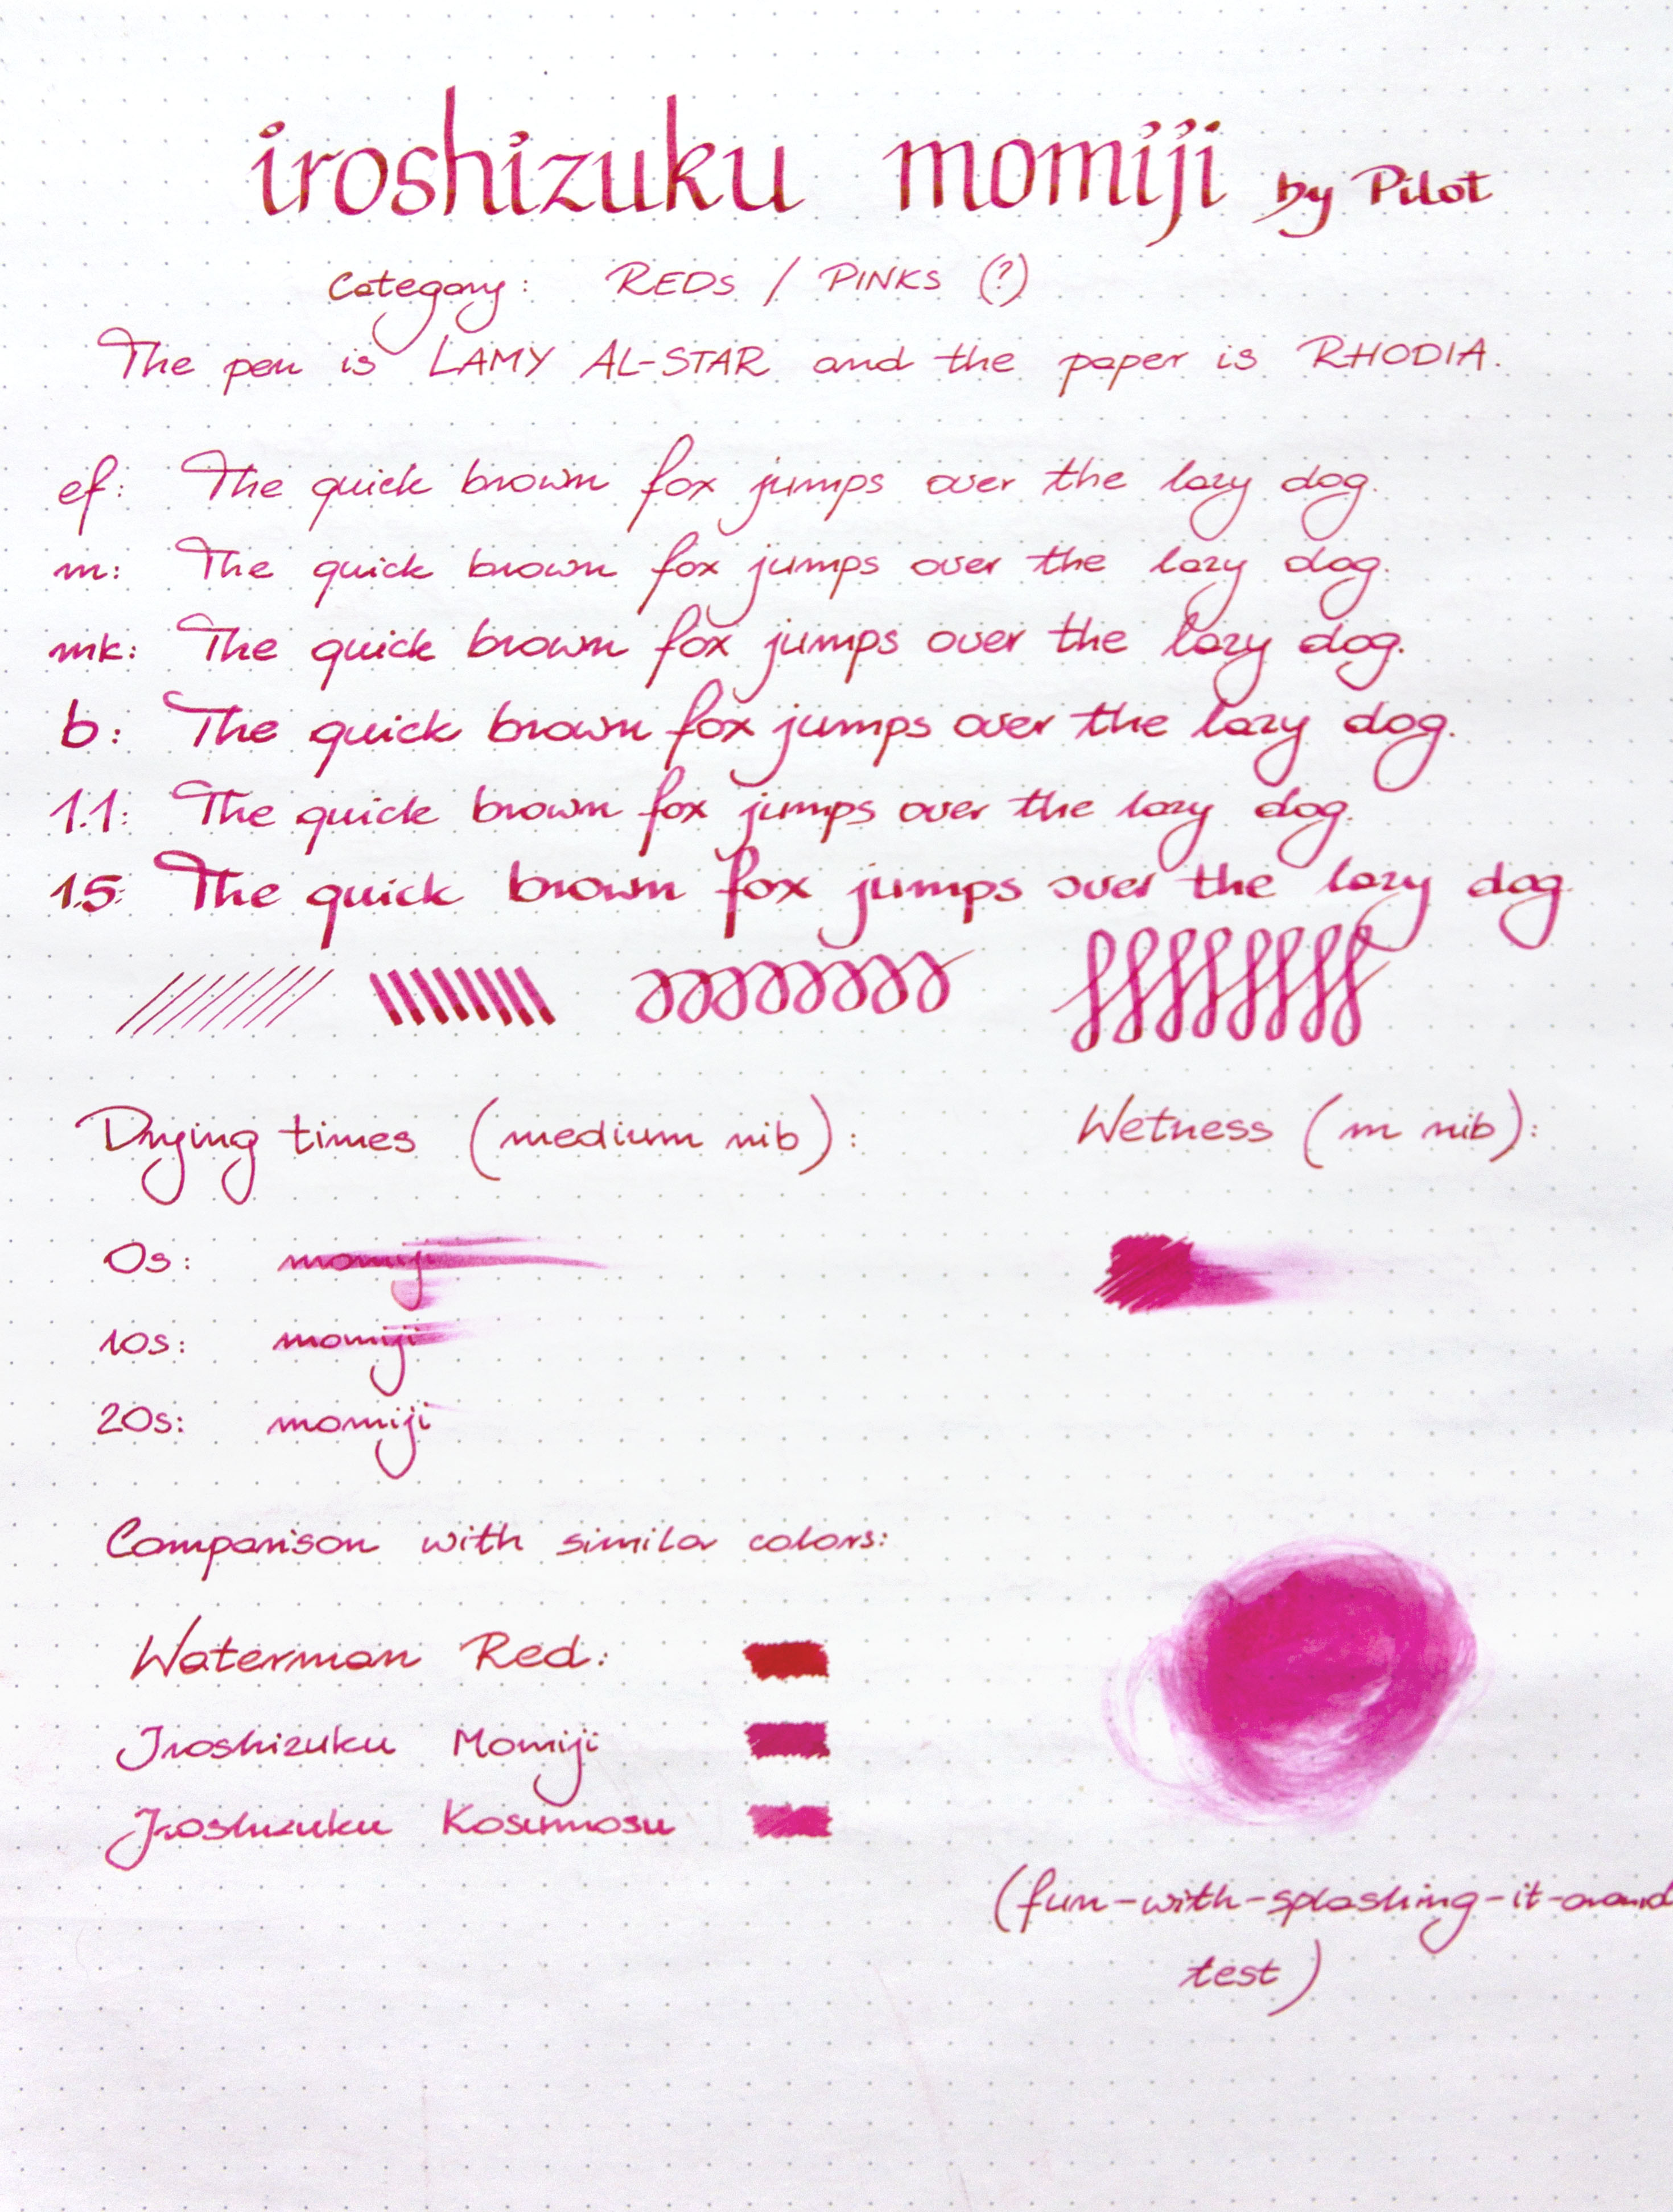 iroshizuku momiji by Pilot
Category: REDS / PINKS (?)
The pen is LAMY AL-STAR and the paper is RHODIA.
ef: The quick brown fox jumps over the lazy dog.
m: The quick brown fox jumps over the lazy dog.
mk: The quick brown fox jumps over the lazy dog.
b: The quick brown fox jumps over the lazy dog.
1.1: The quick brown fox jumps over the lazy dog.
1.5: The quick brown fox jumps over the lazy dog.
Drying times (medium nib):
Wetness (m nib):
0s: momiji
10s: momiji
20s: momiji
Comparison with similar colors:
Waterman Red:
Iroshizuku Momiji
Iroshizuku Kosumosu
(fun-with-splashing-it-around
test)